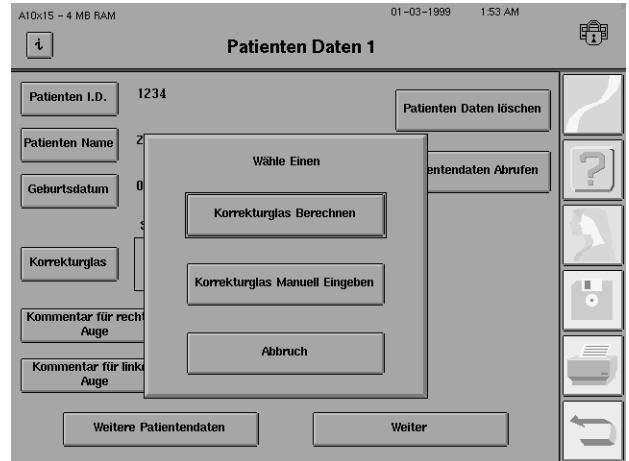 A10x15 - 4 MB RAM
01-03-1999 1:53 AM
i
Patienten Daten 1
Patienten I.D.
1234
Patienten Daten löschen
Patienten Name
Z
entendaten Abrufen
Geburtsdatum
0
Wähle Einen
Korrekturglas Berechnen
Korrekturglas
Korrekturglas Manuell Eingeben
Kommentar für recht
Auge
Abbruch
Kommentar für link
Auge
Weitere Patientendaten
Weiter
?